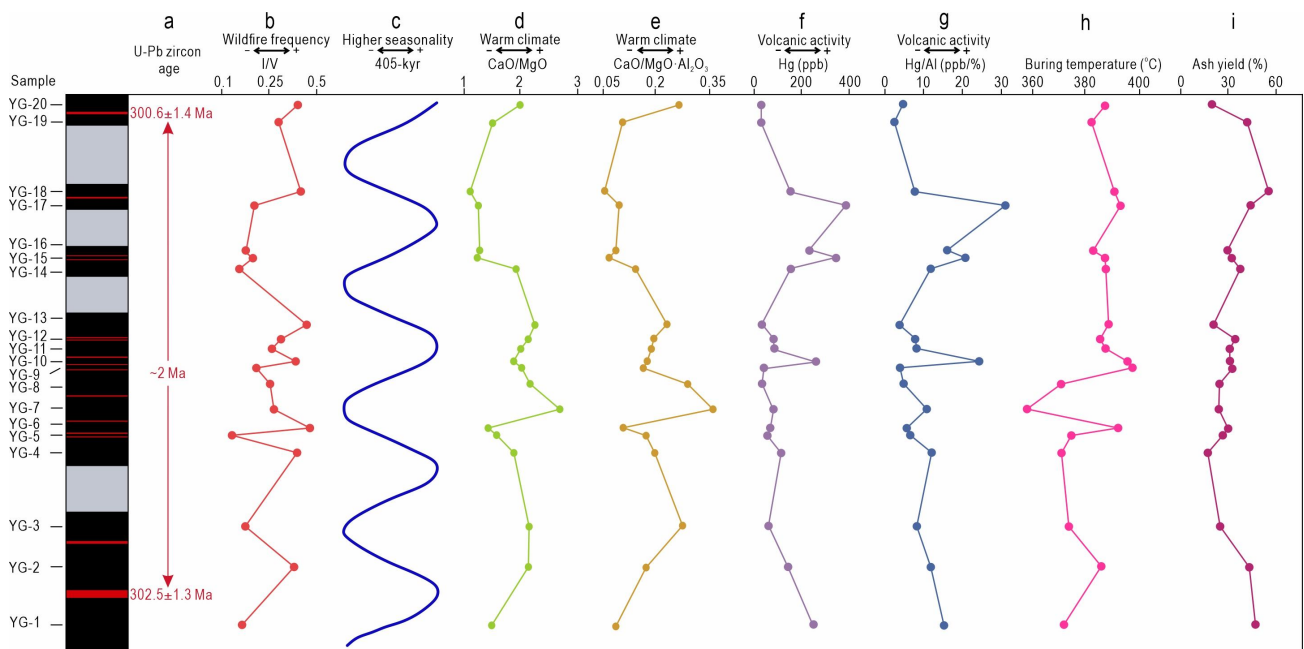 a b c d e f g h i
Wildfire frequency Higher seasonality Warm climate Warm climate Volcanic activity Volcanic activity
- + - + - + - + - + - +
U-Pb zircon I/V 405-kyr CaO/MgO CaO/MgO·Al₂O₃ Hg (ppb) Hg/Al (ppb/%) Buring temperature (°C) Ash yield (%)
age
Sample 0.1 0.25 0.5 1 2 3 0.05 0.2 0.35 0 200 400 0 10 20 30 360 380 400 0 30 60
YG-20
300.6±1.4 Ma
YG-19
YG-18
YG-17
YG-16
YG-15
YG-14
YG-13
YG-12
YG-11
YG-10
YG-9
~2 Ma
YG-8
YG-7
YG-6
YG-5
YG-4
YG-3
YG-2
302.5±1.3 Ma
YG-1